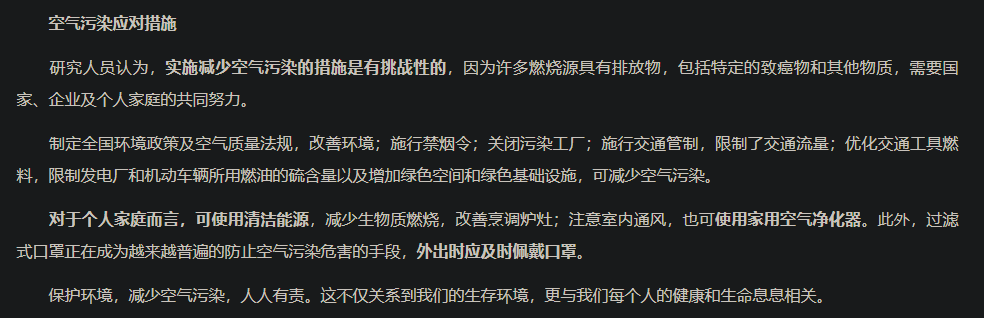 空气污染应对措施
研究人员认为，实施减少空气污染的措施是有挑战性的，因为许多燃烧源具有排放物，包括特定的致癌物和其他物质，需要国
家、企业及个人家庭的共同努力。
制定全国环境政策及空气质量法规，改善环境；施行禁烟令；关闭污染工厂；施行交通管制，限制了交通流量；优化交通工具燃
料，限制发电厂和机动车辆所用燃油的硫含量以及增加绿色空间和绿色基础设施，可减少空气污染。
对于个人家庭而言，可使用清洁能源，减少生物质燃烧，改善烹调炉灶；注意室内通风，也可使用家用空气净化器。此外，过滤
式口罩正在成为越来越普遍的防止空气污染危害的手段，外出时应及时佩戴口罩。
保护环境，减少空气污染，人人有责。这不仅关系到我们的生存环境，更与我们每个人的健康和生命息息相关。